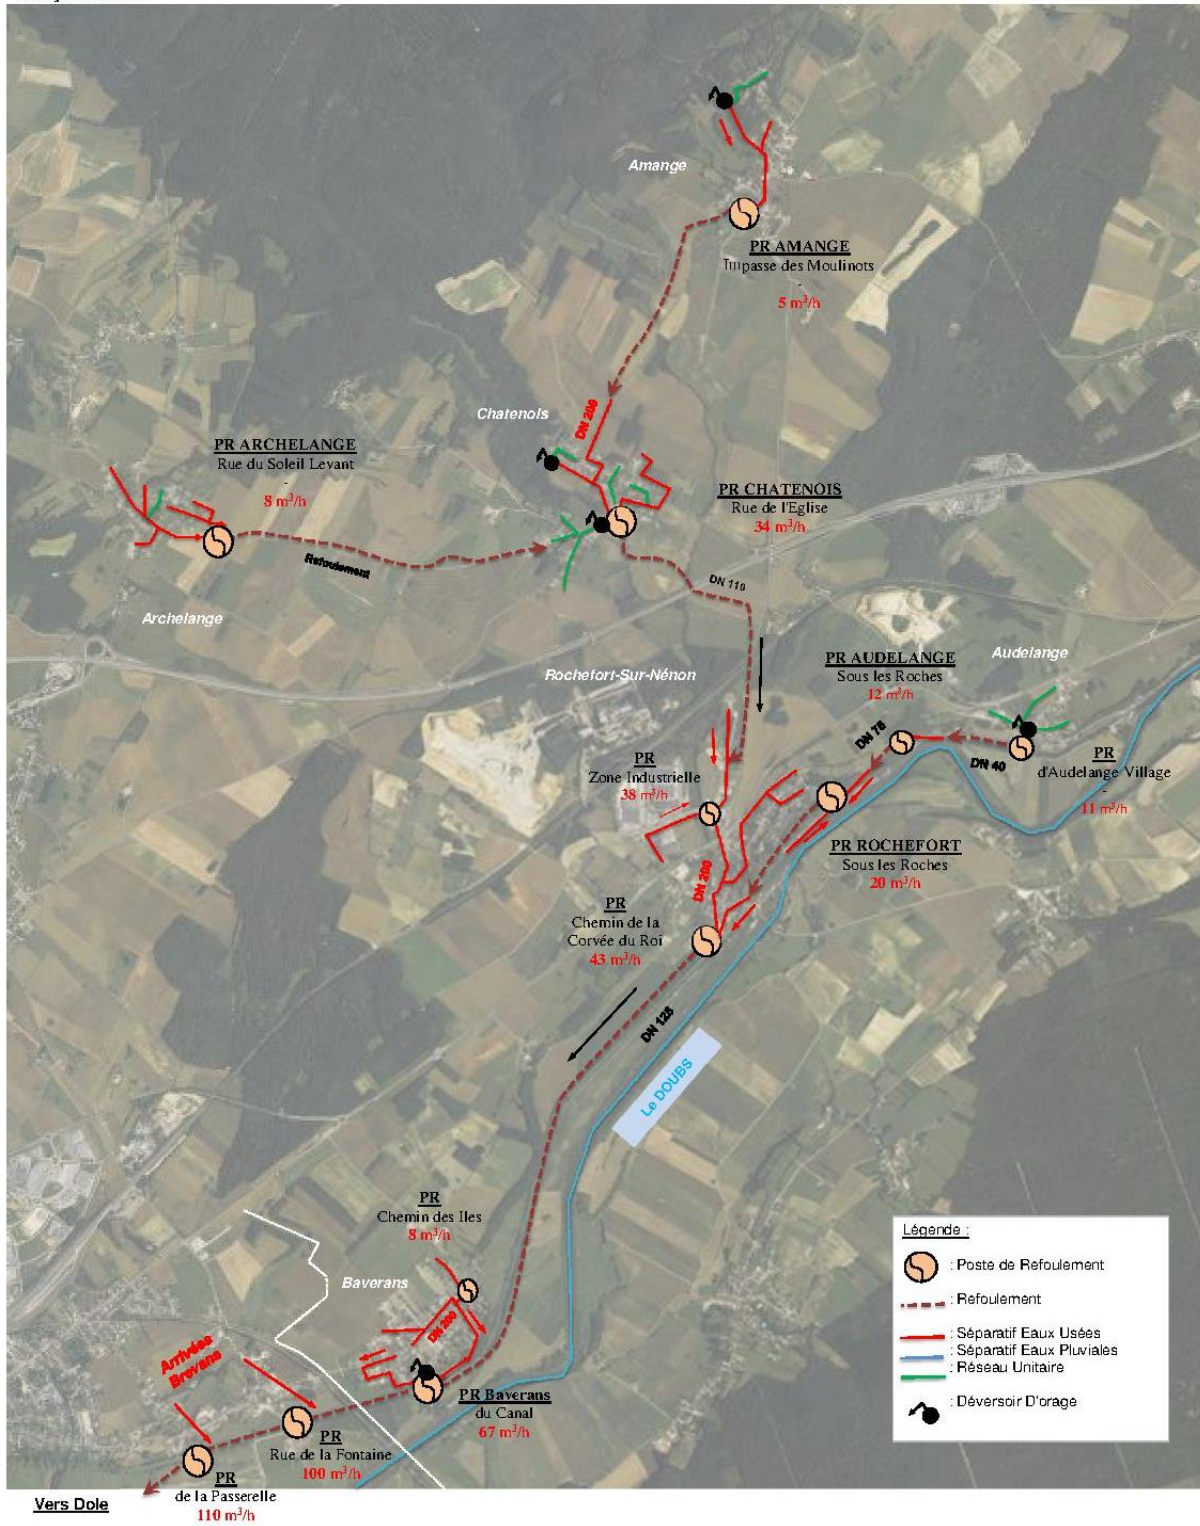 Amange
PR AMANGE
Impasse des Moulinots
-
5 m³/h
Chatenois
DN 200
PR ARCHELANGE
Rue du Soleil Levant
-
8 m³/h
PR CHATENOIS
Rue de l'Eglise
34 m³/h
Refoulement
DN 110
Archelange
Rochefort-Sur-Nénon
PR AUDELANGE
Sous les Roches
12 m³/h
Audelange
DN 75
DN 40
PR
d'Audelange Village
-
11 m³/h
PR
Zone Industrielle
38 m³/h
PR ROCHEFORT
Sous les Roches
20 m³/h
DN 200
PR
Chemin de la
Corvée du Roi
43 m³/h
DN 125
Le DOUBS
PR
Chemin des Iles
8 m³/h
Baverans
DN 200
Arrivées
Brevans
PR Baverans
du Canal
67 m³/h
PR
Rue de la Fontaine
100 m³/h
PR
de la Passerelle
110 m³/h
Vers Dole
Légende :
: Poste de Refoulement
: Refoulement
: Séparatif Eaux Usées
: Séparatif Eaux Pluviales
: Réseau Unitaire
: Déversoir D'orage